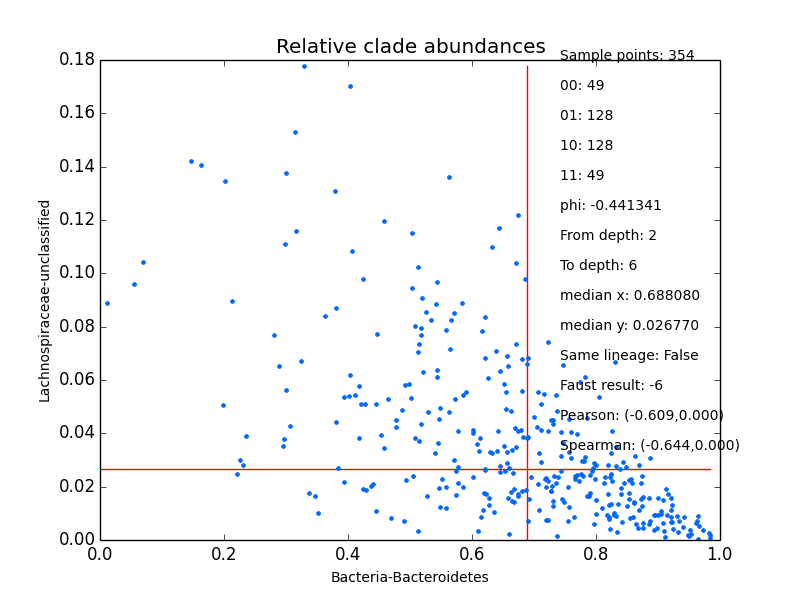 Relative clade abundances
Sample points: 354
00: 49
01: 128
10: 128
11: 49
phi: -0.441341
From depth: 2
To depth: 6
median x: 0.688080
median y: 0.026770
Same lineage: False
Faust result: -6
Pearson: (-0.609,0.000)
Spearman: (-0.644,0.000)
Lachnospiraceae-unclassified
0.18
0.16
0.14
0.12
0.10
0.08
0.06
0.04
0.02
0.00
0.0 0.2 0.4 0.6 0.8 1.0
Bacteria-Bacteroidetes